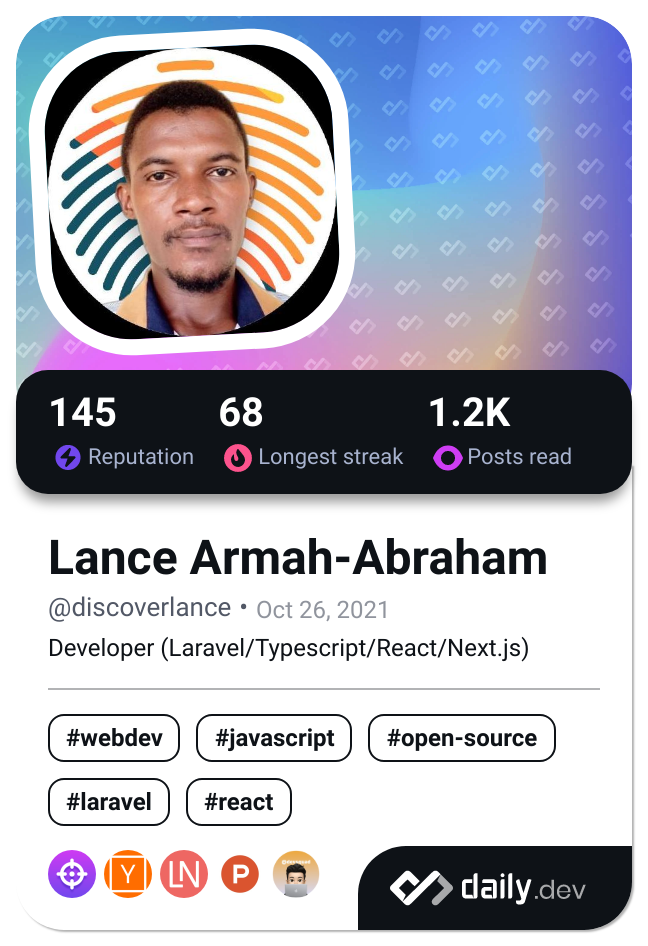 145 68 1.2K
Reputation Longest streak Posts read
Lance Armah-Abraham
@discoverlance • Oct 26, 2021
Developer (Laravel/Typescript/React/Next.js)
#webdev #javascript #open-source
#laravel #react
Y LN P
daily.dev